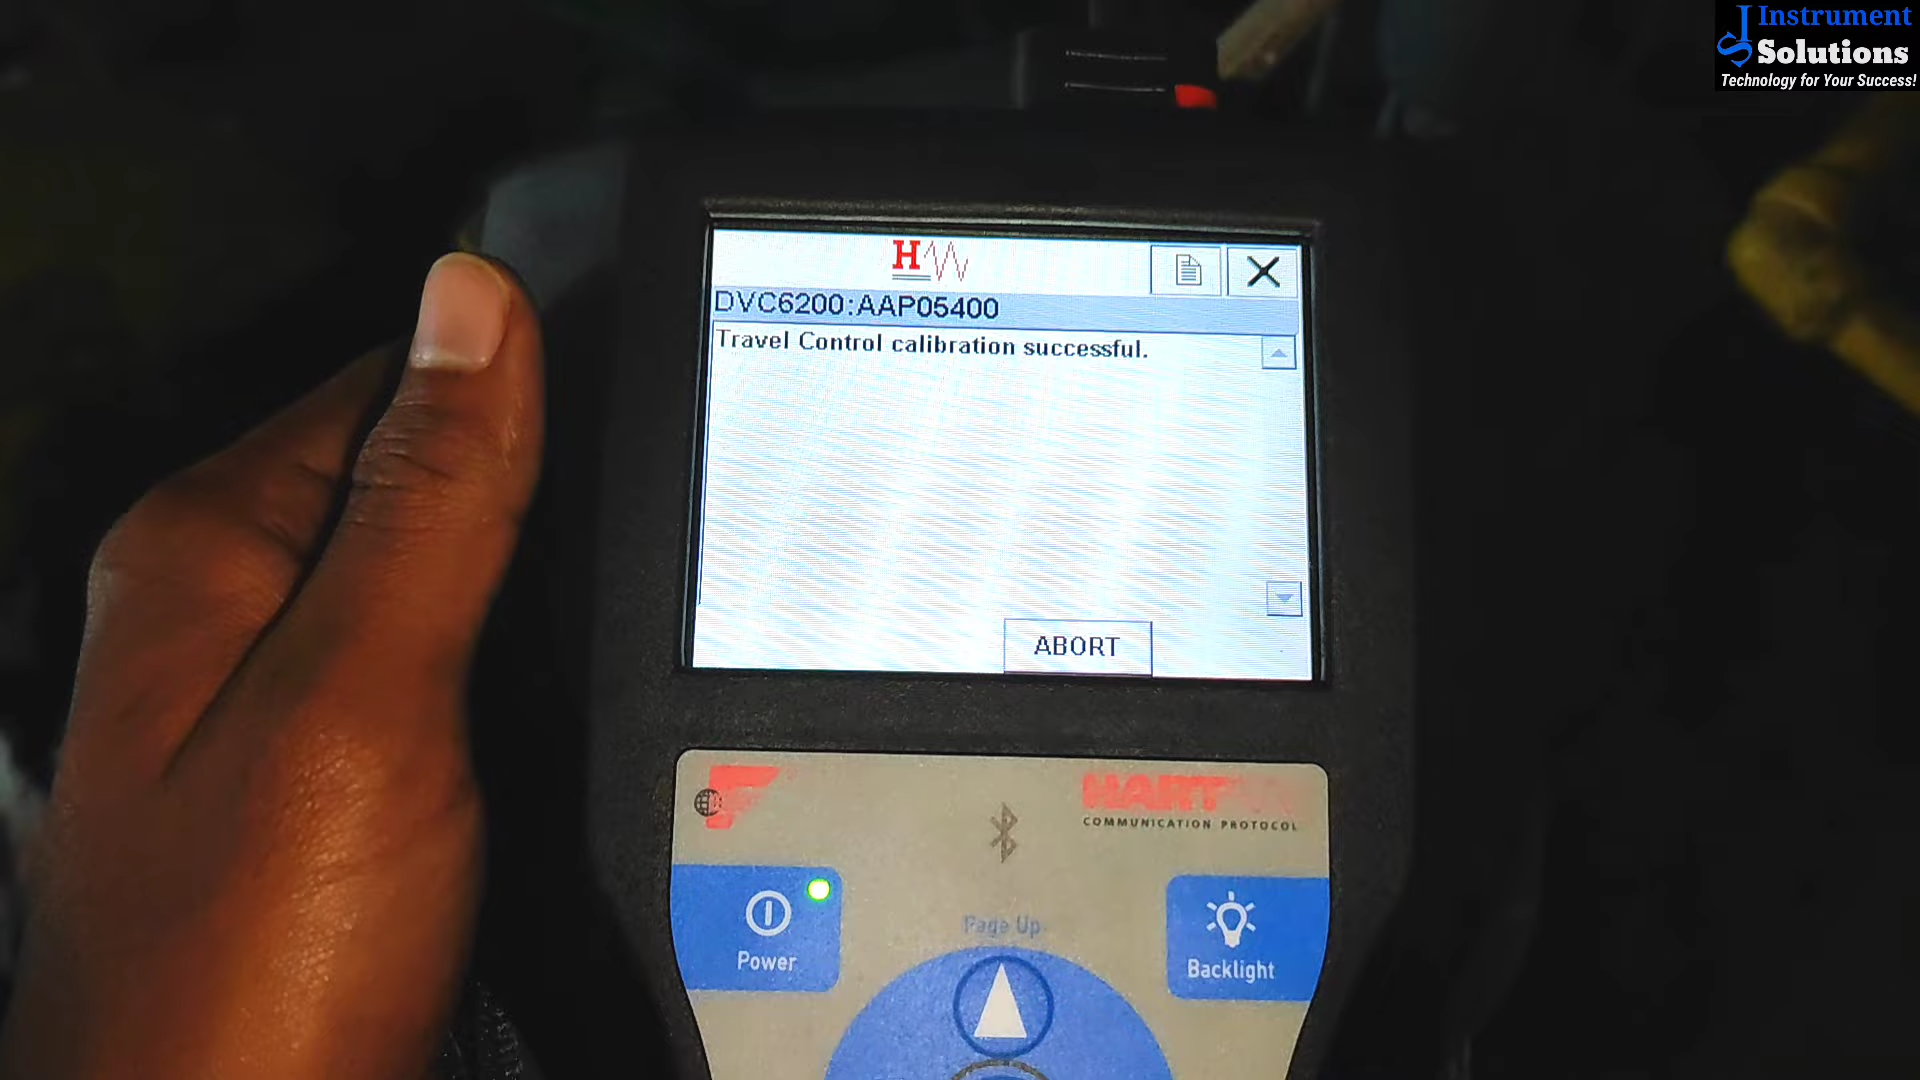 Instrument
Solutions
Technology for Your Success!
H
DVC6200:AAP05400
Travel Control calibration successful.
ABORT
HART
COMMUNICATION PROTOCOL
Power
Page Up
Backlight